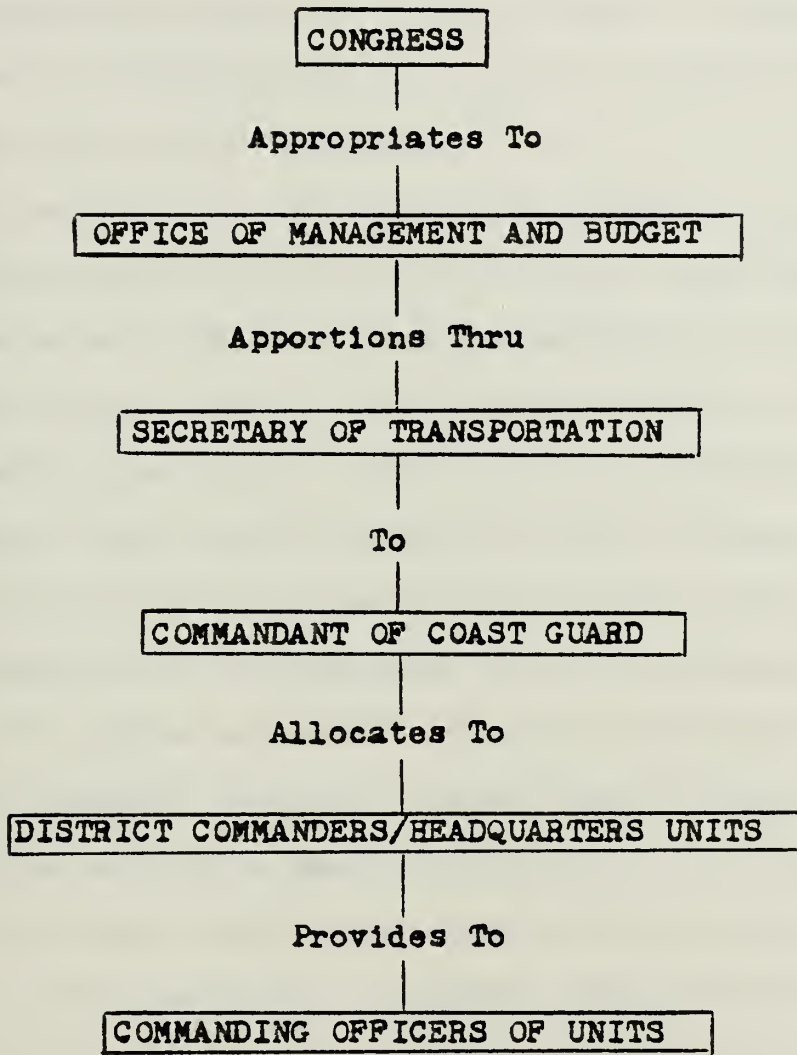 CONGRESS
Appropriates To
OFFICE OF MANAGEMENT AND BUDGET
Apportions Thru
SECRETARY OF TRANSPORTATION
To
COMMANDANT OF COAST GUARD
Allocates To
DISTRICT COMMANDERS/HEADQUARTERS UNITS
Provides To
COMMANDING OFFICERS OF UNITS